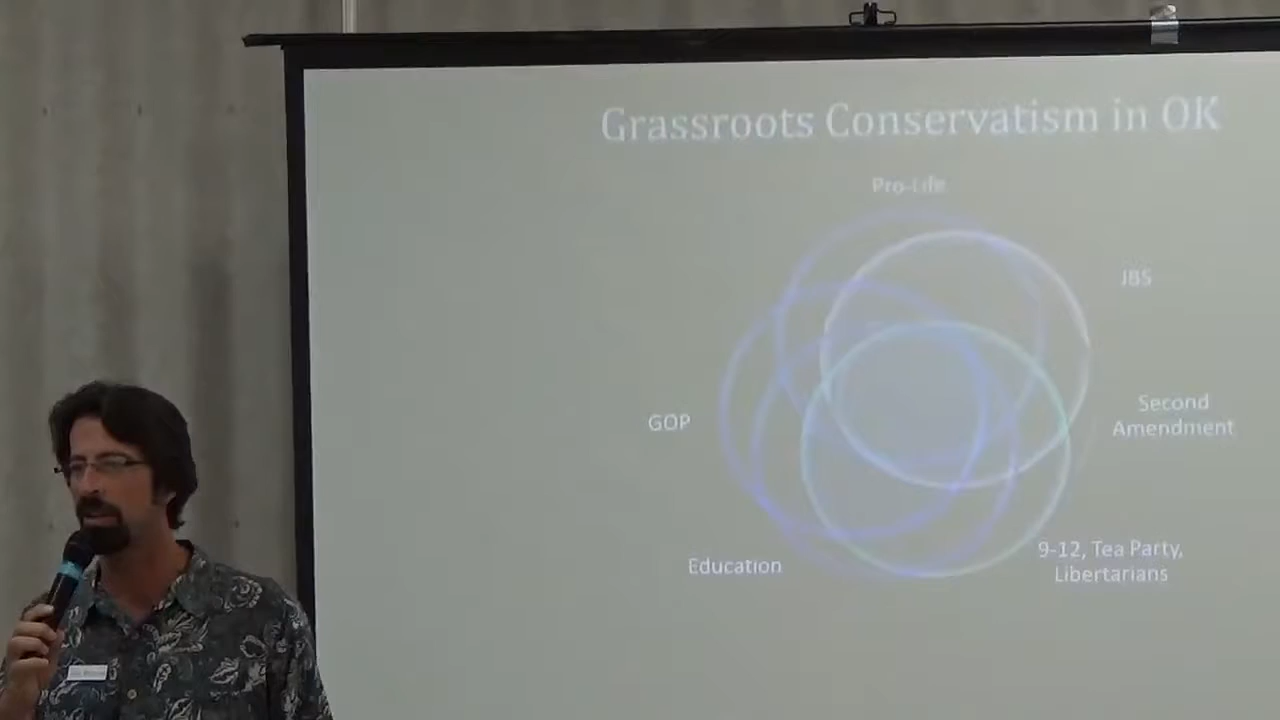 Grassroots Conservatism in OK
Pro-Life
JBS
Second
Amendment
GOP
9-12, Tea Party,
Libertarians
Education